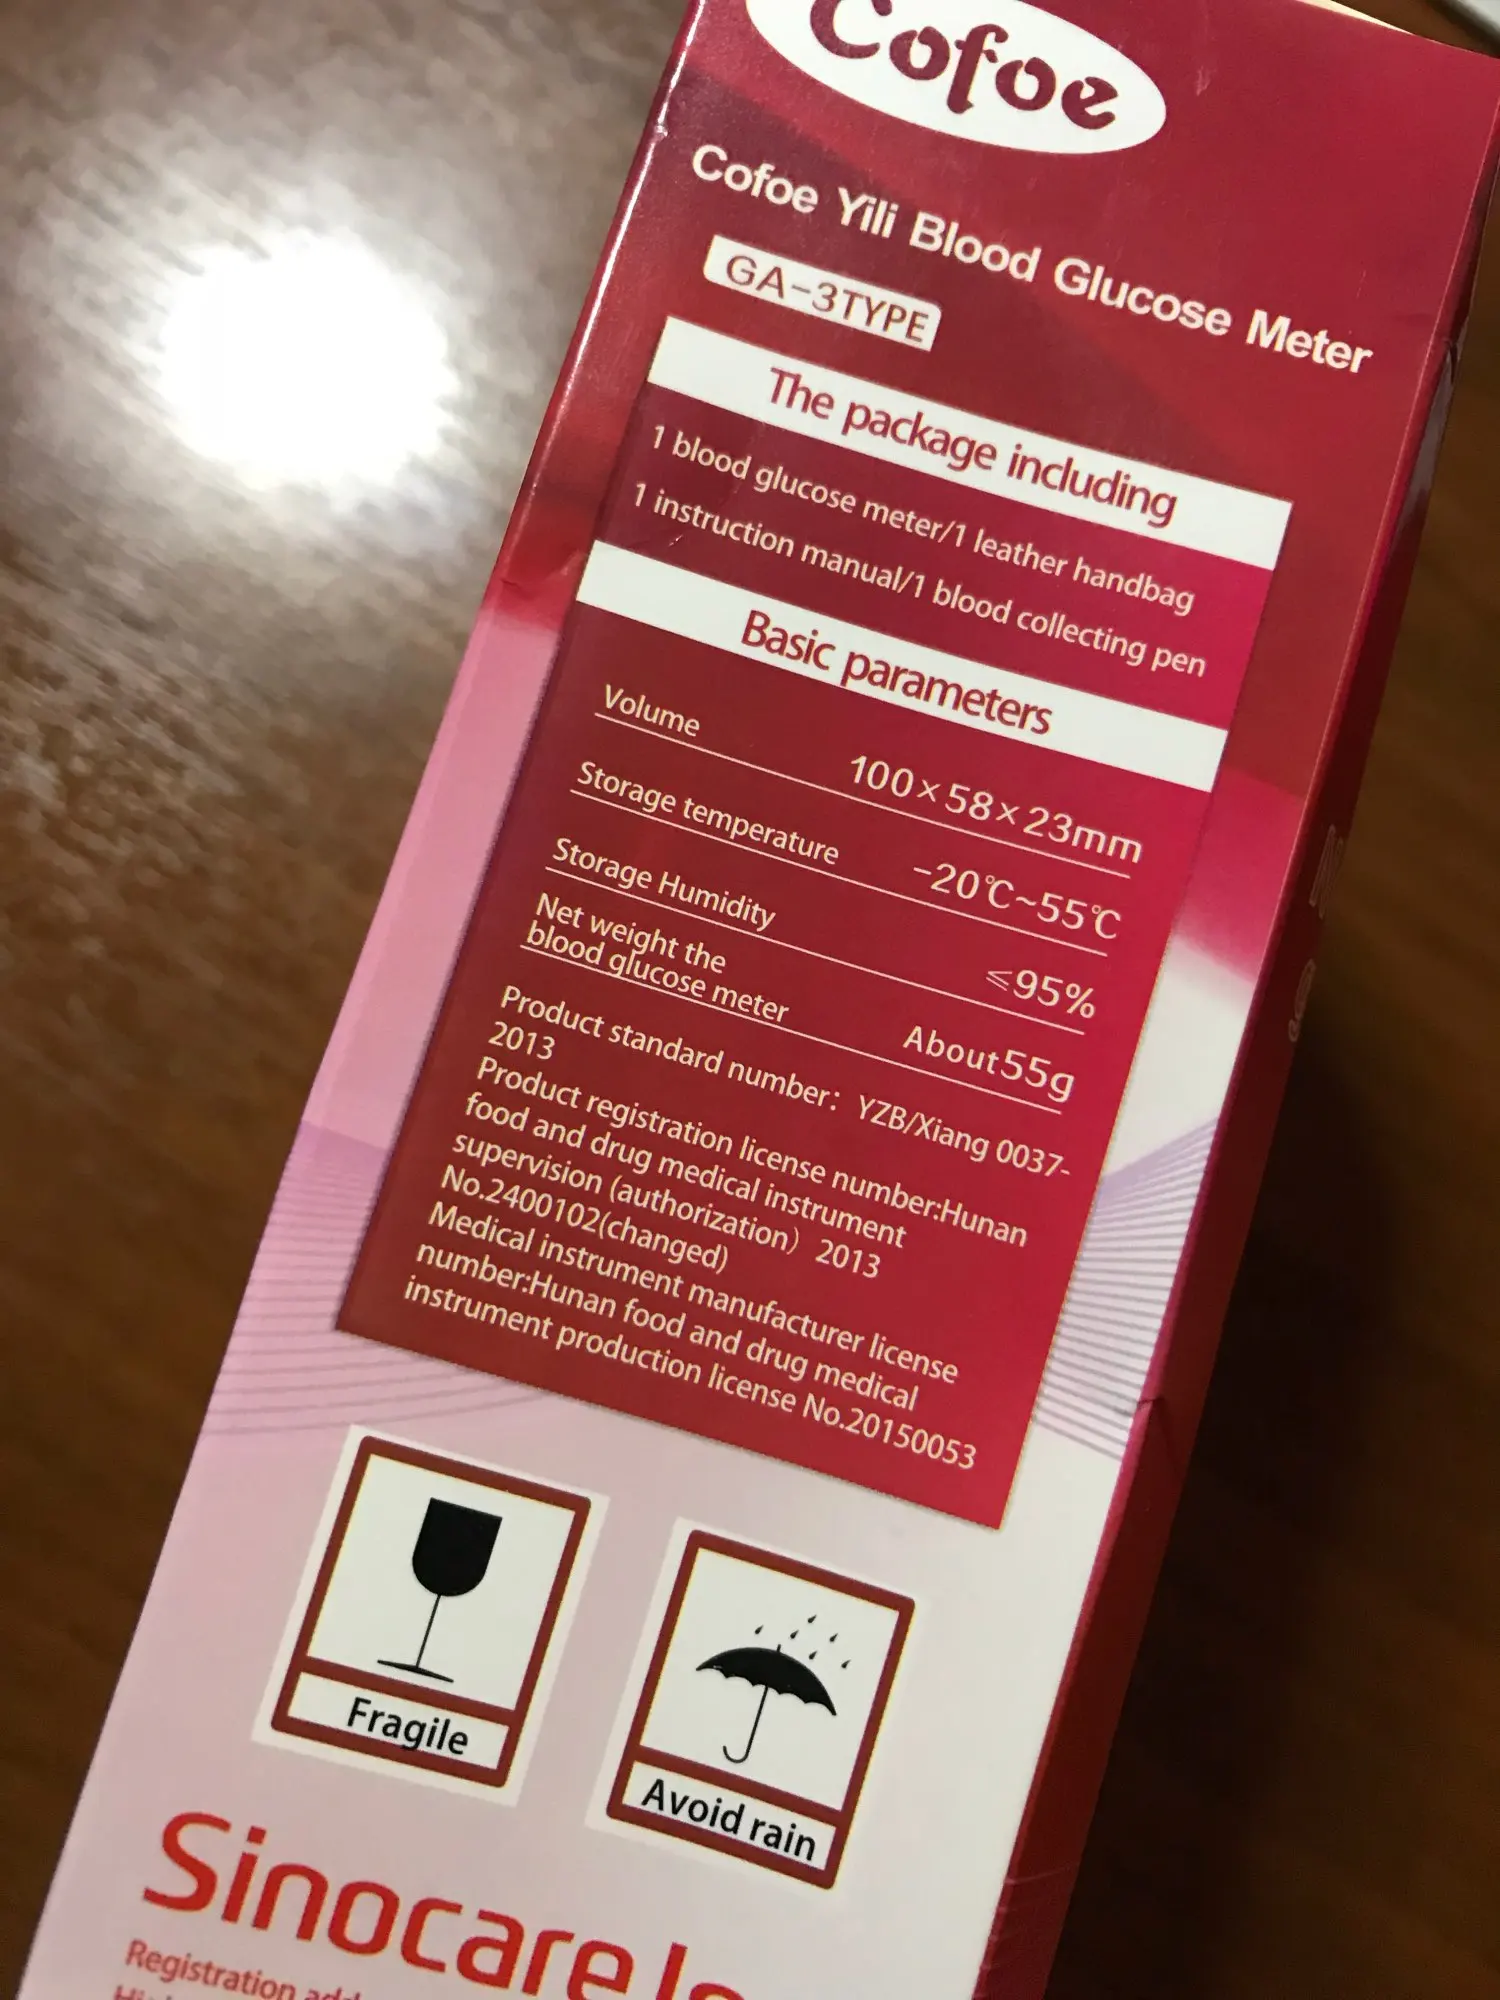 Cofoe
Cofoe Yili Blood Glucose Meter
GA-3TYPE
The package including
1 blood glucose meter/1 leather handbag
1 instruction manual/1 blood collecting pen
Basic parameters
Volume 100×58×23mm
Storage temperature -20℃~55℃
Storage Humidity ≤95%
Net weight the
blood glucose meter About55g
Product standard number: YZB/Xiang 0037-
2013
Product registration license number:Hunan
food and drug medical instrument
supervision (authorization) 2013
No.2400102(changed)
Medical instrument manufacturer license
number:Hunan food and drug medical
instrument production license No.20150053
Fragile
Avoid rain
Sinocare
Registration